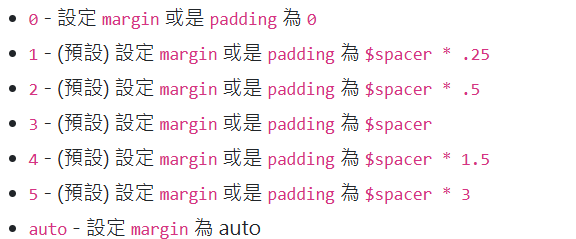 0 - 設定 margin 或是 padding 為 0
1 - (預設) 設定 margin 或是 padding 為 $spacer * .25
2 - (預設) 設定 margin 或是 padding 為 $spacer * .5
3 - (預設) 設定 margin 或是 padding 為 $spacer
4 - (預設) 設定 margin 或是 padding 為 $spacer * 1.5
5 - (預設) 設定 margin 或是 padding 為 $spacer * 3
auto - 設定 margin 為 auto